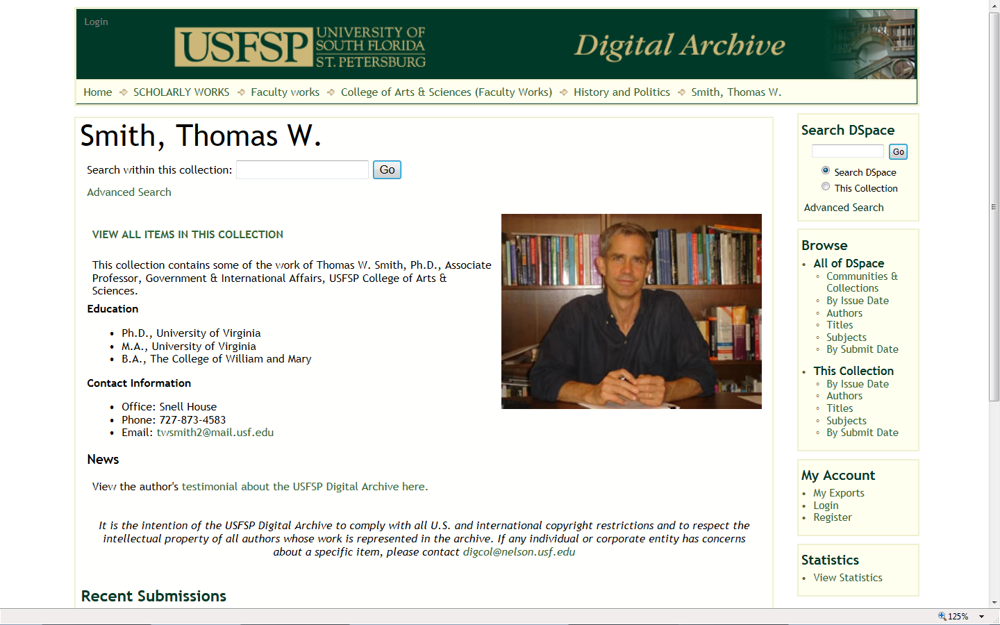 Login
USFSP UNIVERSITY OF
SOUTH FLORIDA
ST. PETERSBURG
Digital Archive
Home SCHOLARLY WORKS Faculty works College of Arts & Sciences (Faculty Works) History and Politics Smith, Thomas W.
Smith, Thomas W.
Search within this collection: Go
Advanced Search
VIEW ALL ITEMS IN THIS COLLECTION
This collection contains some of the work of Thomas W. Smith, Ph.D., Associate
Professor, Government & International Affairs, USFSP College of Arts &
Sciences.
Education
• Ph.D., University of Virginia
• M.A., University of Virginia
• B.A., The College of William and Mary
Contact Information
• Office: Snell House
• Phone: 727-873-4583
• Email: twsmith2@mail.usf.edu
News
View the author's testimonial about the USFSP Digital Archive here.
It is the intention of the USFSP Digital Archive to comply with all U.S. and international copyright restrictions and to respect the
intellectual property of all authors whose work is represented in the archive. If any individual or corporate entity has concerns
about a specific item, please contact digcol@nelson.usf.edu
Recent Submissions
Search DSpace
Go
Search DSpace
This Collection
Advanced Search
Browse
• All of DSpace
◦ Communities &
Collections
◦ By Issue Date
◦ Authors
◦ Titles
◦ Subjects
◦ By Submit Date
• This Collection
◦ By Issue Date
◦ Authors
◦ Titles
◦ Subjects
◦ By Submit Date
My Account
• My Exports
• Login
• Register
Statistics
• View Statistics
125%